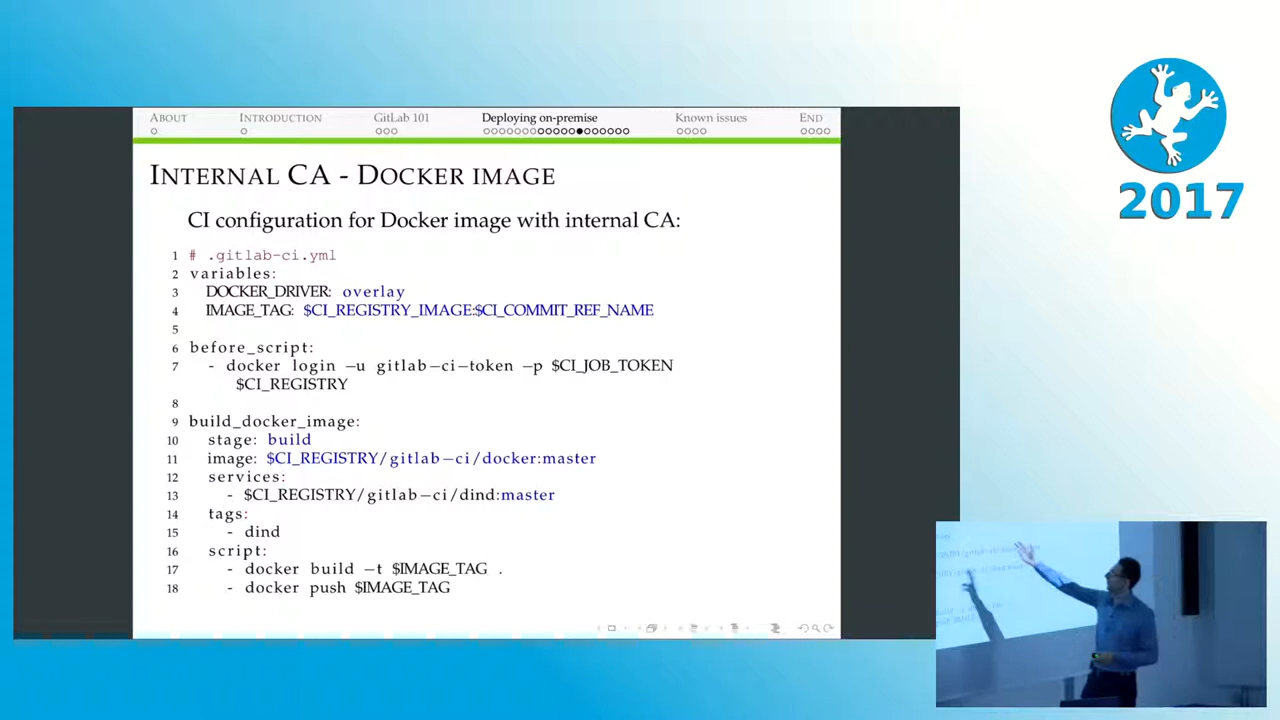 ABOUT INTRODUCTION GitLab 101 Deploying on-premise Known issues END
INTERNAL CA - DOCKER IMAGE
CI configuration for Docker image with internal CA:
1 # .gitlab-ci.yml
2 variables:
3 DOCKER_DRIVER: overlay
4 IMAGE_TAG: $CI_REGISTRY_IMAGE:$CI_COMMIT_REF_NAME
5
6 before_script:
7 - docker login -u gitlab-ci-token -p $CI_JOB_TOKEN
$CI_REGISTRY
8
9 build_docker_image:
10 stage: build
11 image: $CI_REGISTRY/gitlab-ci/docker:master
12 services:
13 - $CI_REGISTRY/gitlab-ci/dind:master
14 tags:
15 - dind
16 script:
17 - docker build -t $IMAGE_TAG .
18 - docker push $IMAGE_TAG
2017